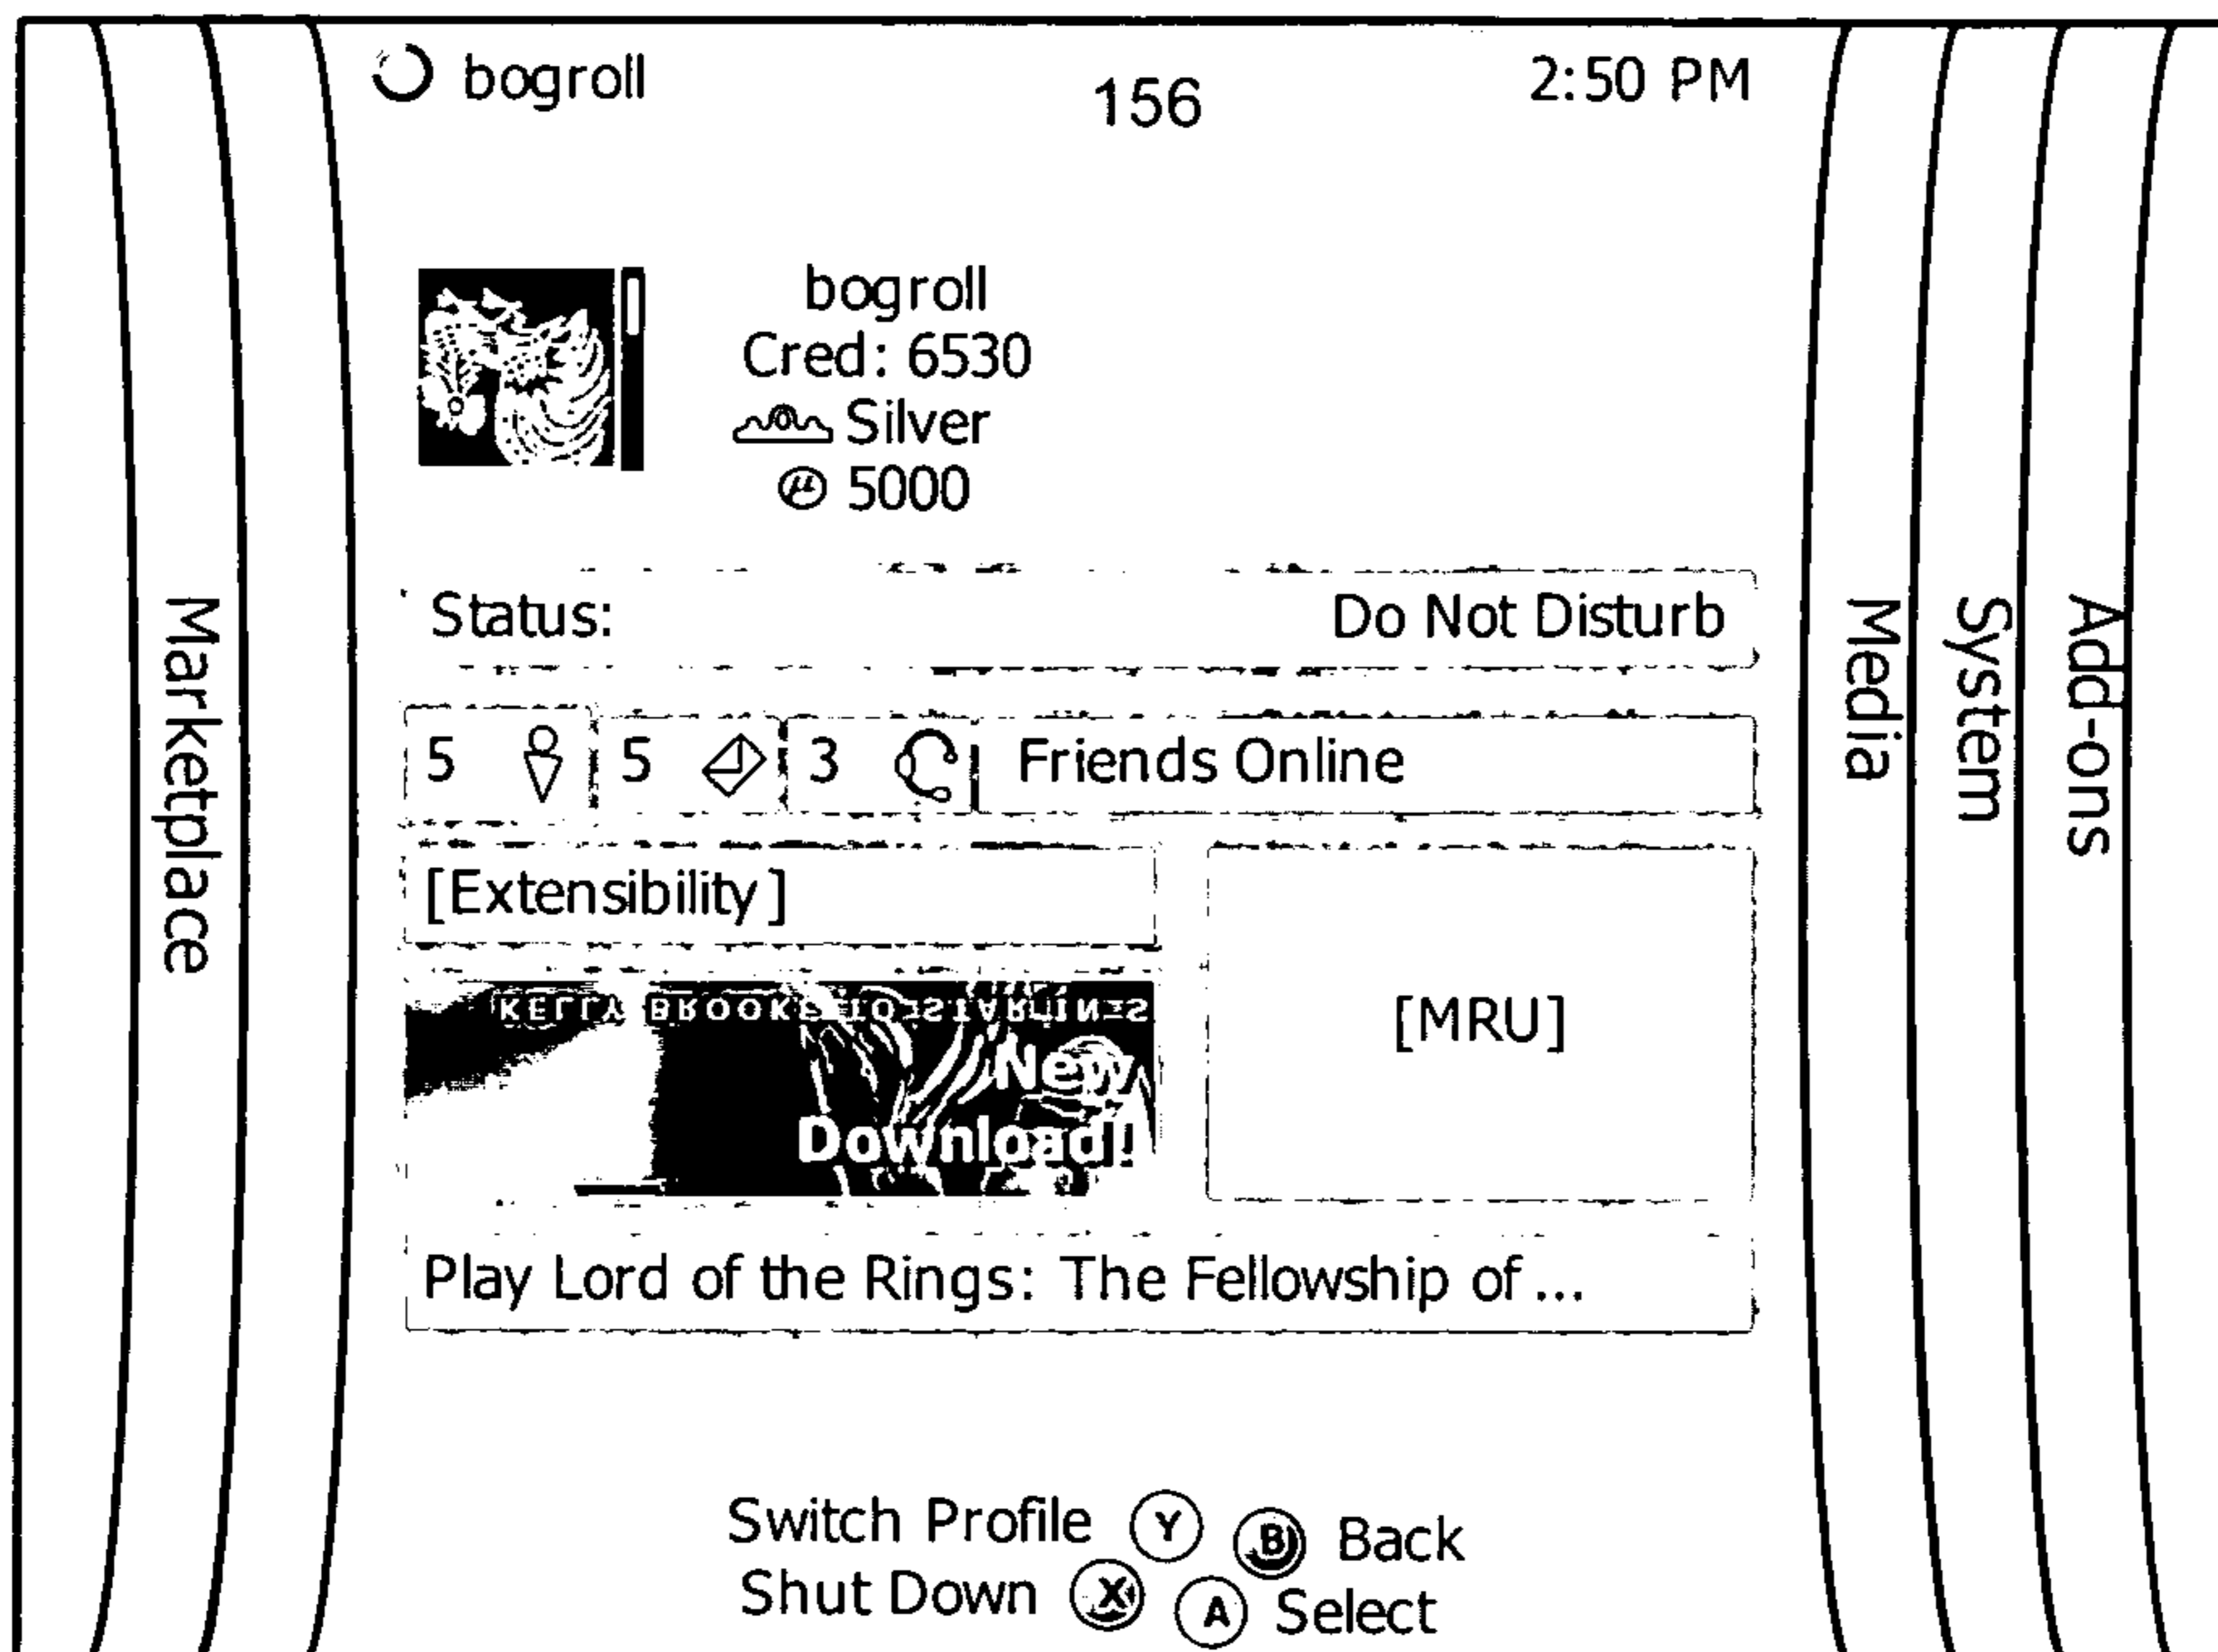 bogroll 156 2:50 PM
bogroll
Cred: 6530
Silver
5000
Status: Do Not Disturb
5 5 3 Friends Online
[Extensibility]
KELLY BROOKE
New
Download!
[MRU]
Play Lord of the Rings: The Fellowship of ...
Switch Profile Y B Back
Shut Down X A Select
Marketplace
Media
System
Add-ons